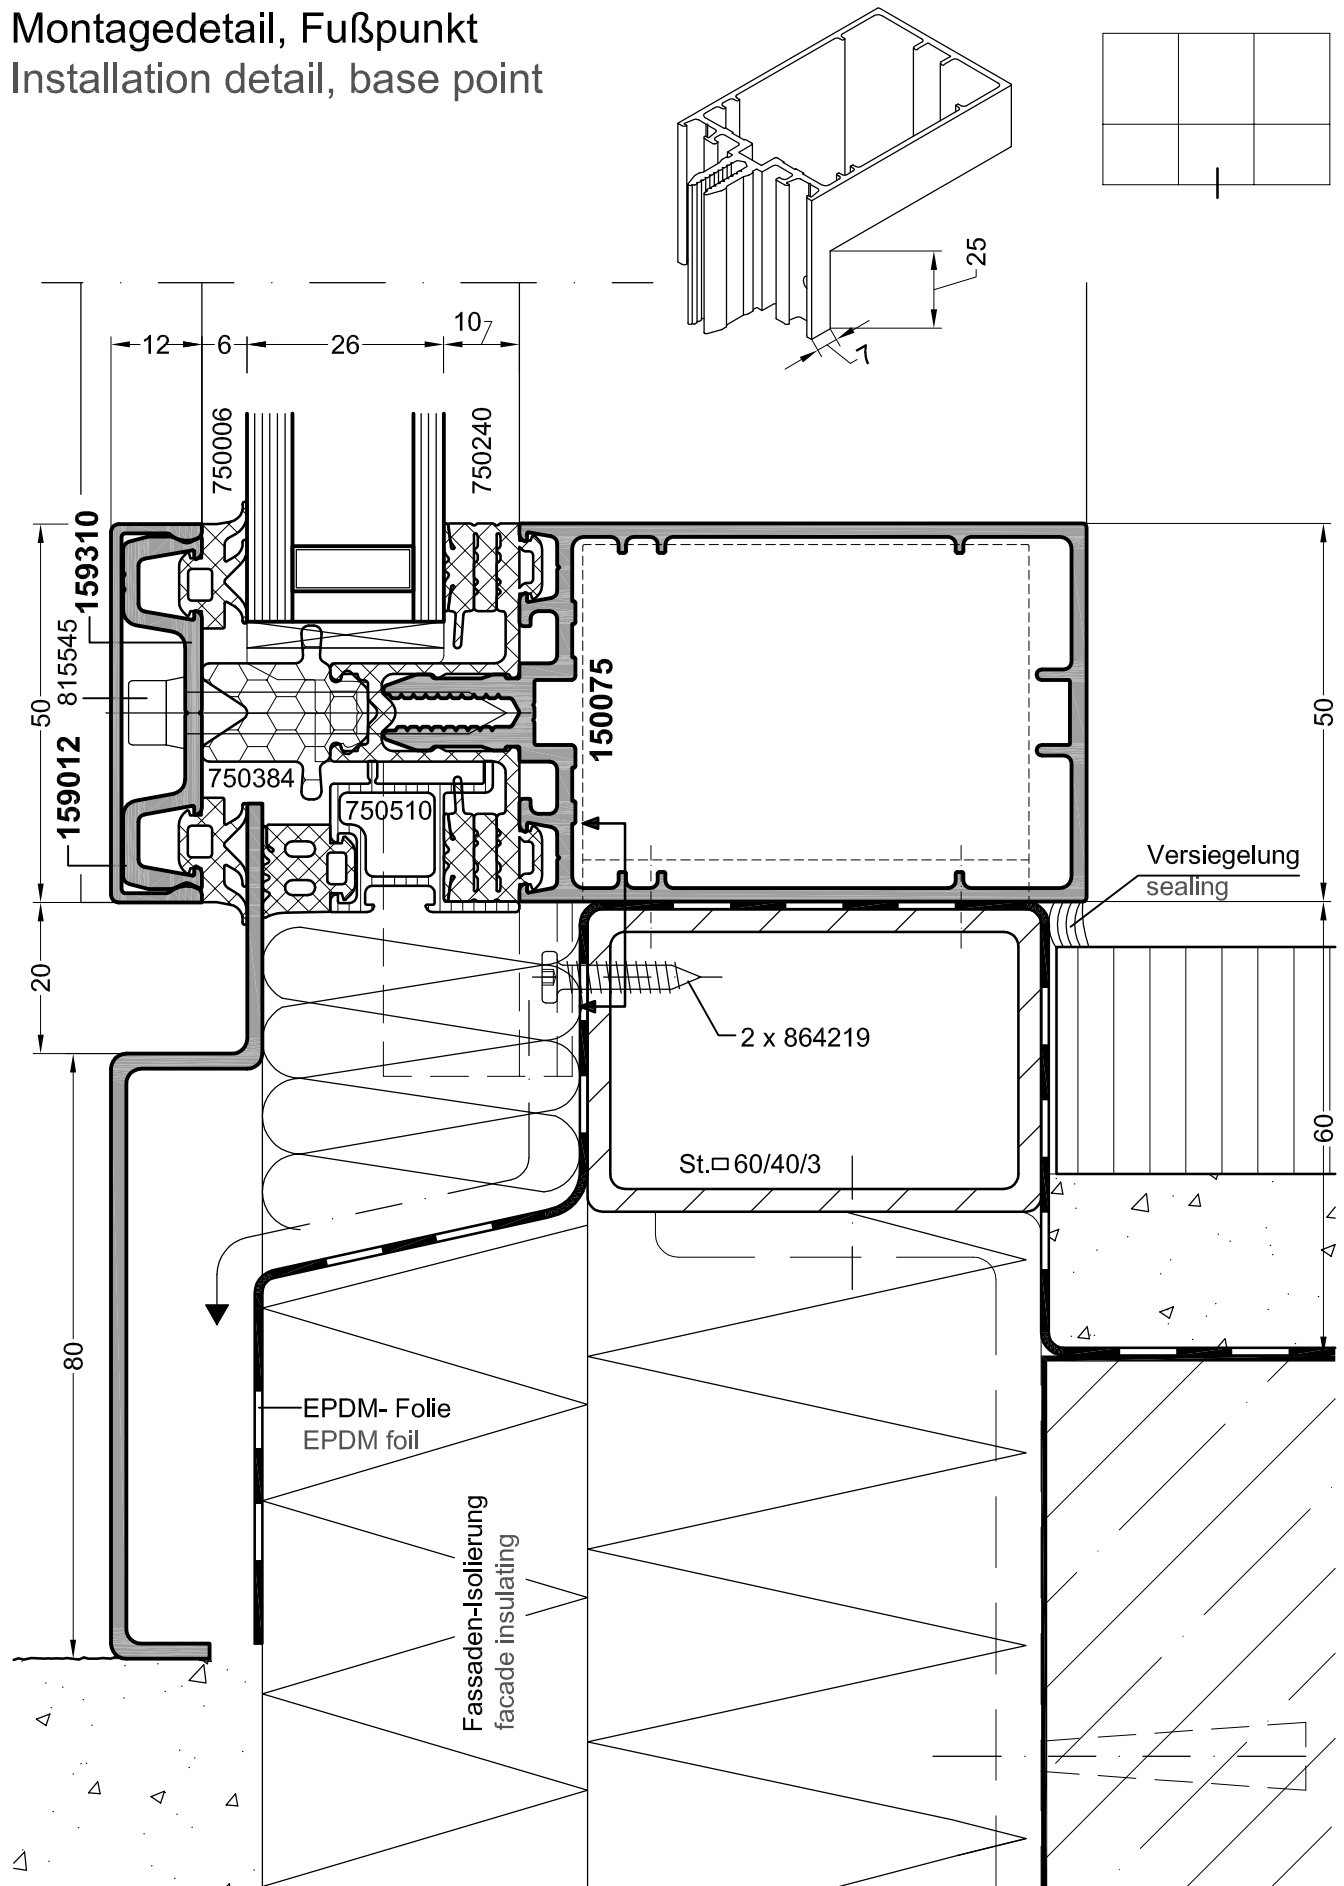 Montagedetail, Fußpunkt
Installation detail, base point
25
7
12
6
26
10
750006
750240
159310
815545
50
159012
150075
50
750384
750510
Versiegelung
sealing
20
2 x 864219
60
St. 60/40/3
80
EPDM- Folie
EPDM foil
Fassaden-Isolierung
facade insulating